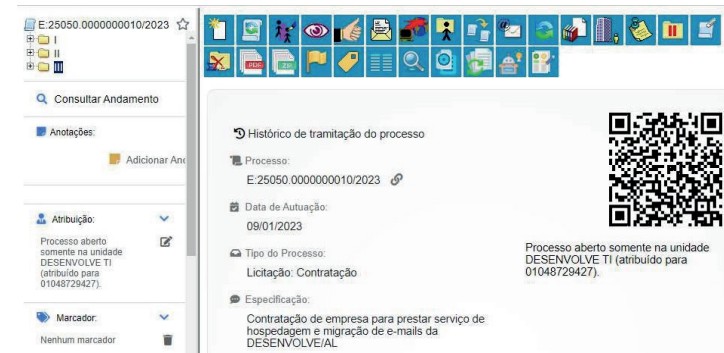 E:25050.0000000010/2023
I
II
III
Consultar Andamento
Anotações:
Adicionar Ano
Atribuição:
Processo aberto
somente na unidade
DESENVOLVE TI
(atribuído para
01048729427).
Marcador:
Nenhum marcador
PDF
ZIP
Histórico de tramitação do processo
Processo:
E:25050.0000000010/2023
Data de Autuação:
09/01/2023
Tipo do Processo:
Licitação: Contratação
Especificação:
Contratação de empresa para prestar serviço de
hospedagem e migração de e-mails da
DESENVOLVE/AL
Processo aberto somente na unidade
DESENVOLVE TI (atribuído para
01048729427).